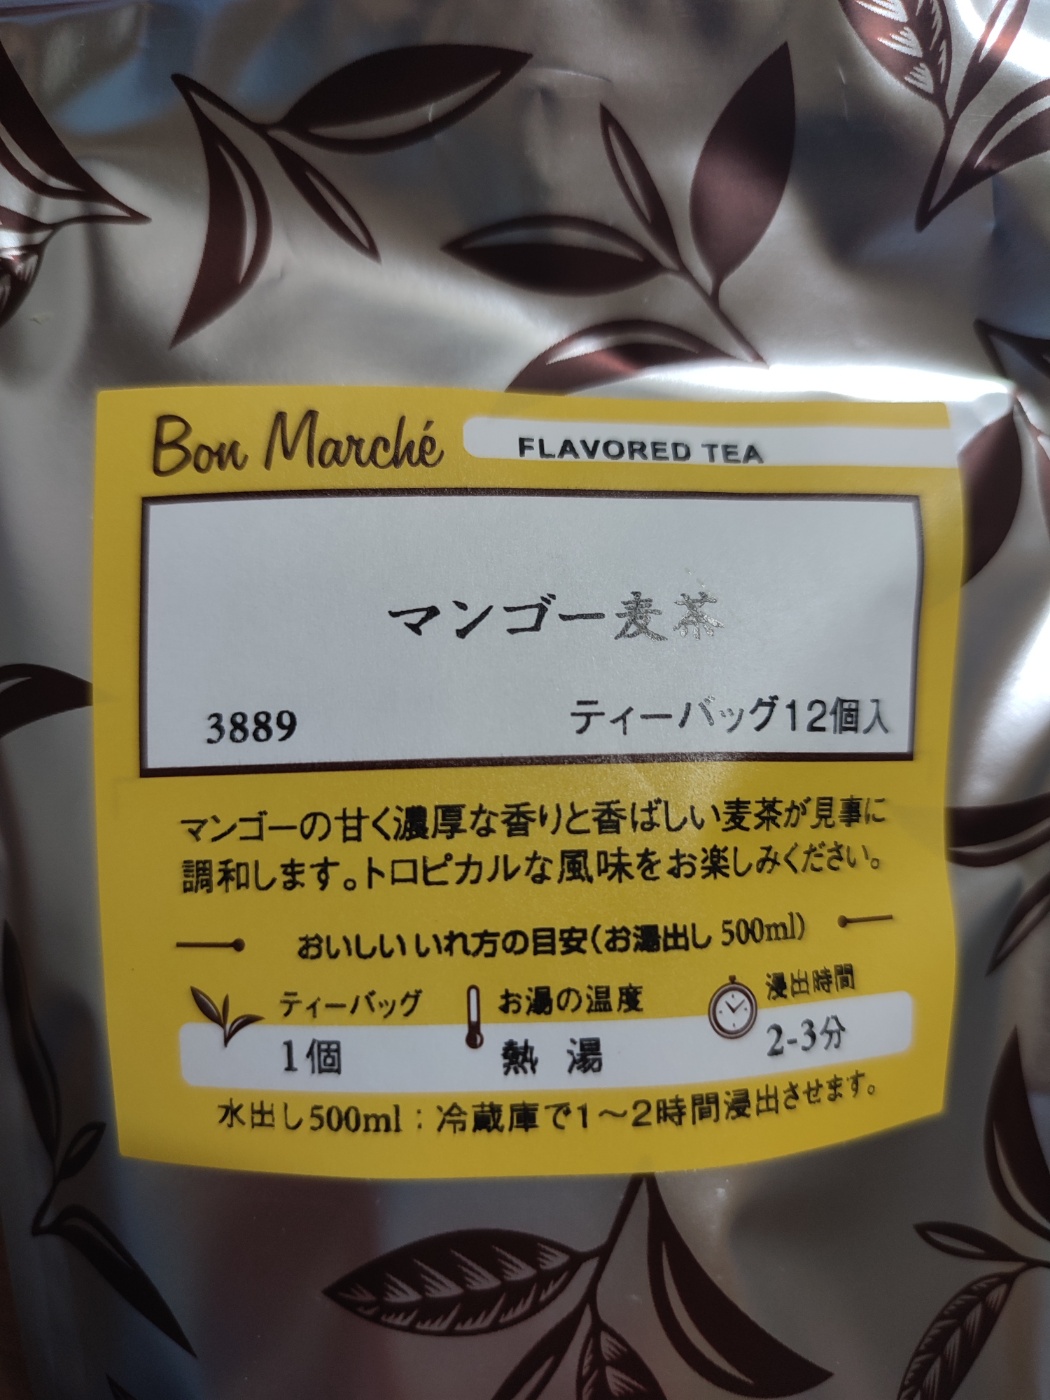 Bon Marché FLAVORED TEA
マンゴー麦茶
3889 ティーバッグ12個入
マンゴーの甘く濃厚な香りと香ばしい麦茶が見事に
調和します。トロピカルな風味をお楽しみください。
おいしいいれ方の目安(お湯出し 500ml)
ティーバッグ お湯の温度 浸出時間
1個 熱 湯 2-3分
水出し500ml：冷蔵庫で1～2時間浸出させます。